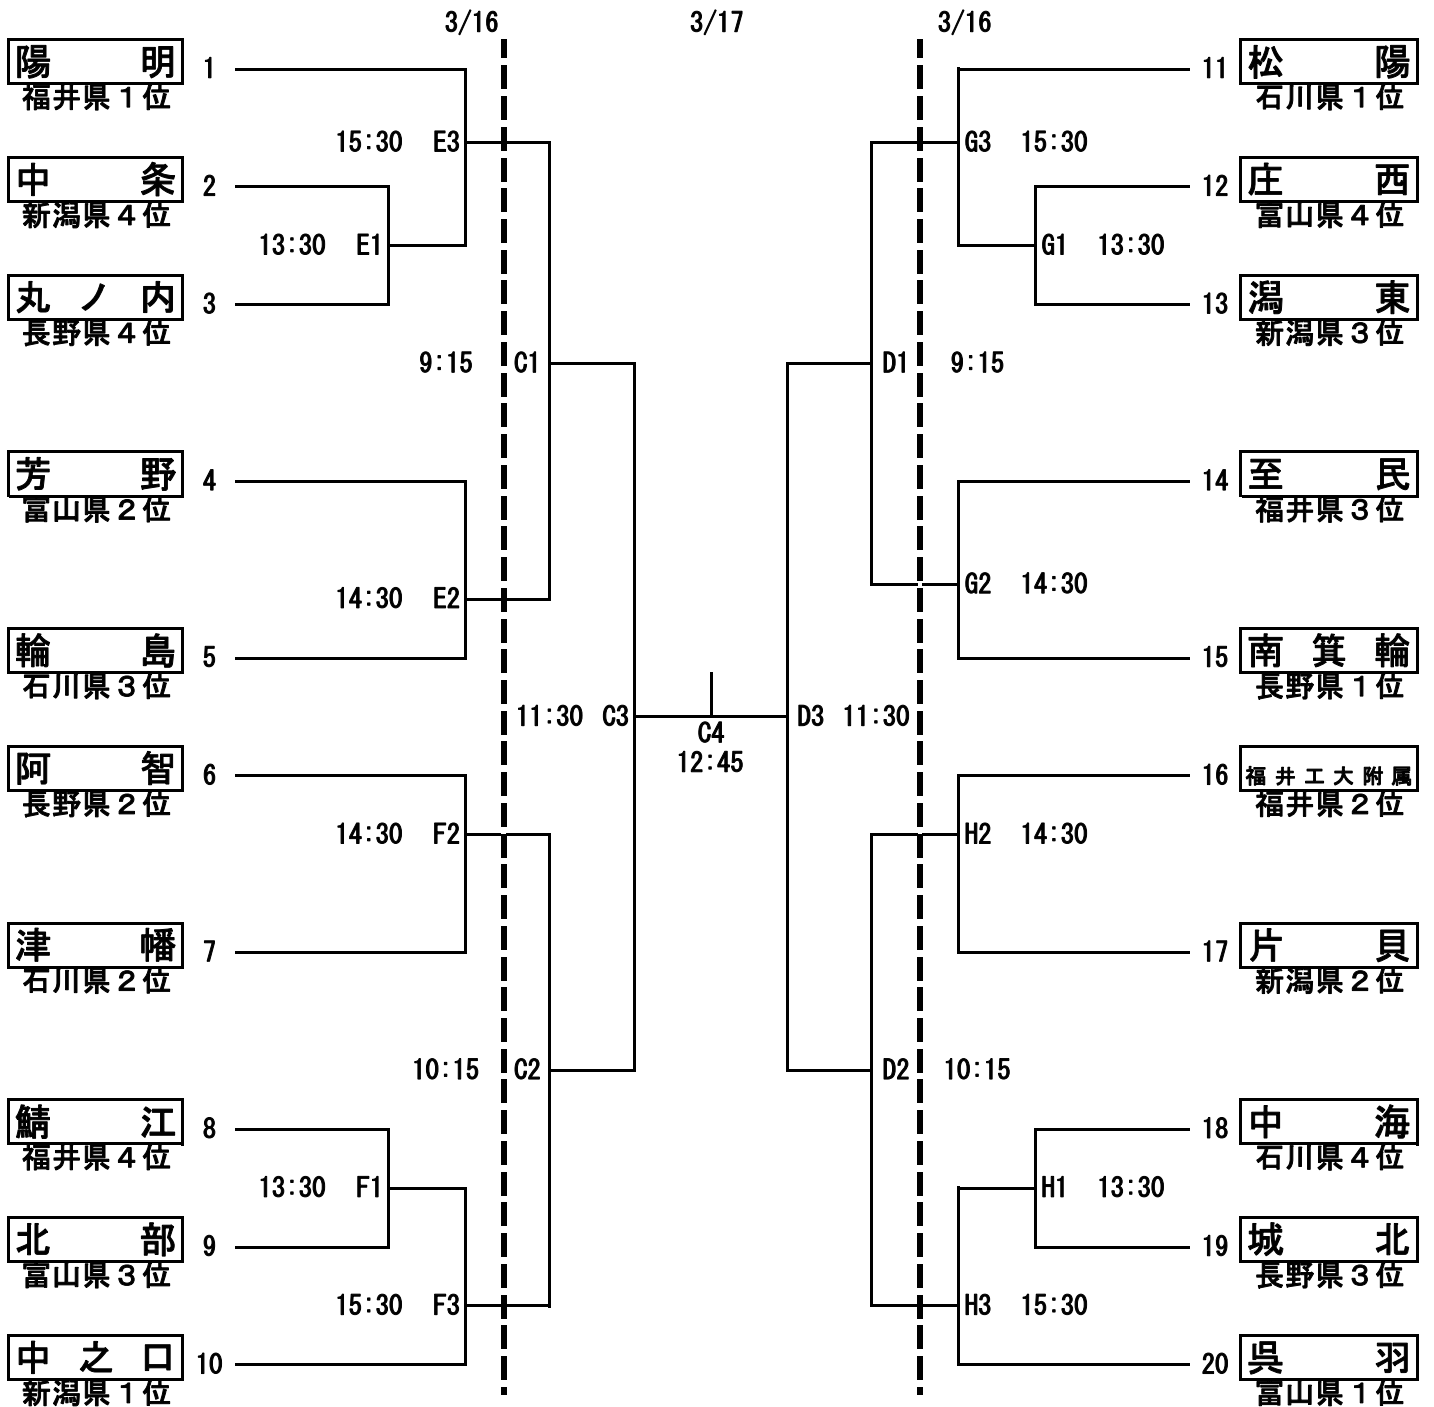 3/16 3/17 3/16
陽明 1
福井県1位
15:30 E3
中条 2
新潟県4位
13:30 E1
丸ノ内 3
長野県4位
9:15 C1
芳野 4
富山県2位
14:30 E2
輪島 5
石川県3位
11:30 C3
阿智 6
長野県2位
14:30 F2
津幡 7
石川県2位
10:15 C2
鯖江 8
福井県4位
13:30 F1
北部 9
富山県3位
15:30 F3
中之口 10
新潟県1位
C4
12:45
11 松陽
石川県1位
G3 15:30
12 庄西
富山県4位
G1 13:30
13 潟東
新潟県3位
D1 9:15
14 至民
福井県3位
G2 14:30
15 南箕輪
長野県1位
D3 11:30
16 福井工大附属
福井県2位
H2 14:30
17 片貝
新潟県2位
D2 10:15
18 中海
石川県4位
H1 13:30
19 城北
長野県3位
H3 15:30
20 呉羽
富山県1位